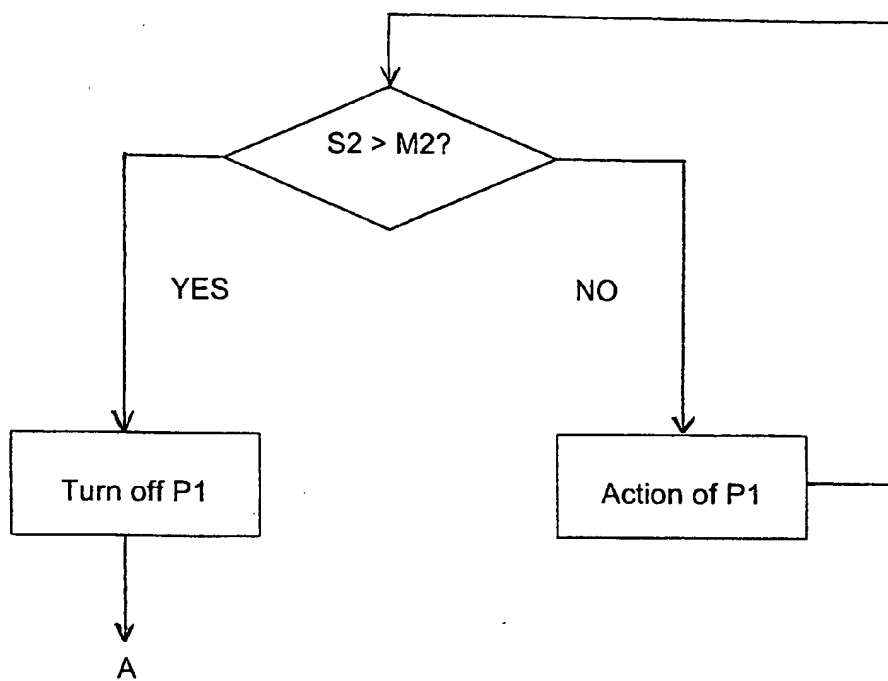 S2 > M2?
YES
NO
Turn off P1
Action of P1
A